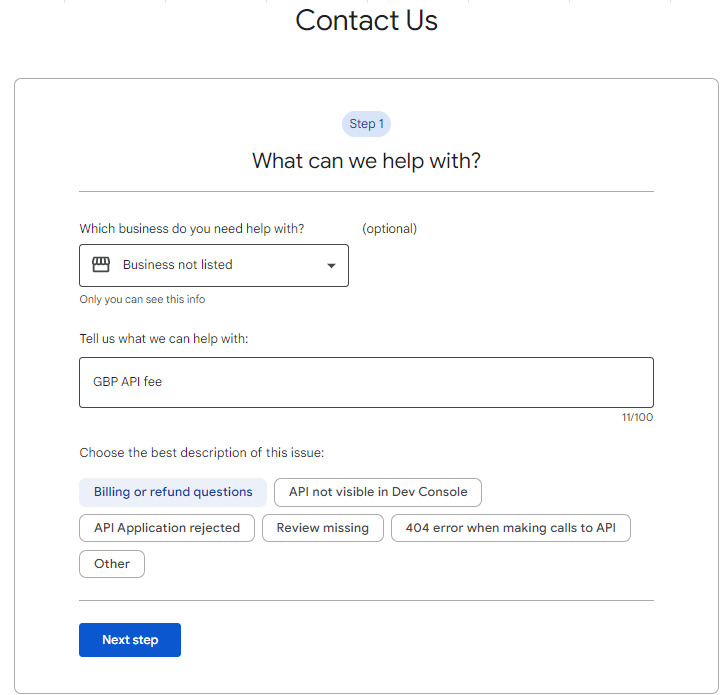 Contact Us
Step 1
What can we help with?
Which business do you need help with? (optional)
Business not listed
Only you can see this info
Tell us what we can help with:
GBP API fee
11/100
Choose the best description of this issue:
Billing or refund questions API not visible in Dev Console
API Application rejected Review missing 404 error when making calls to API
Other
Next step